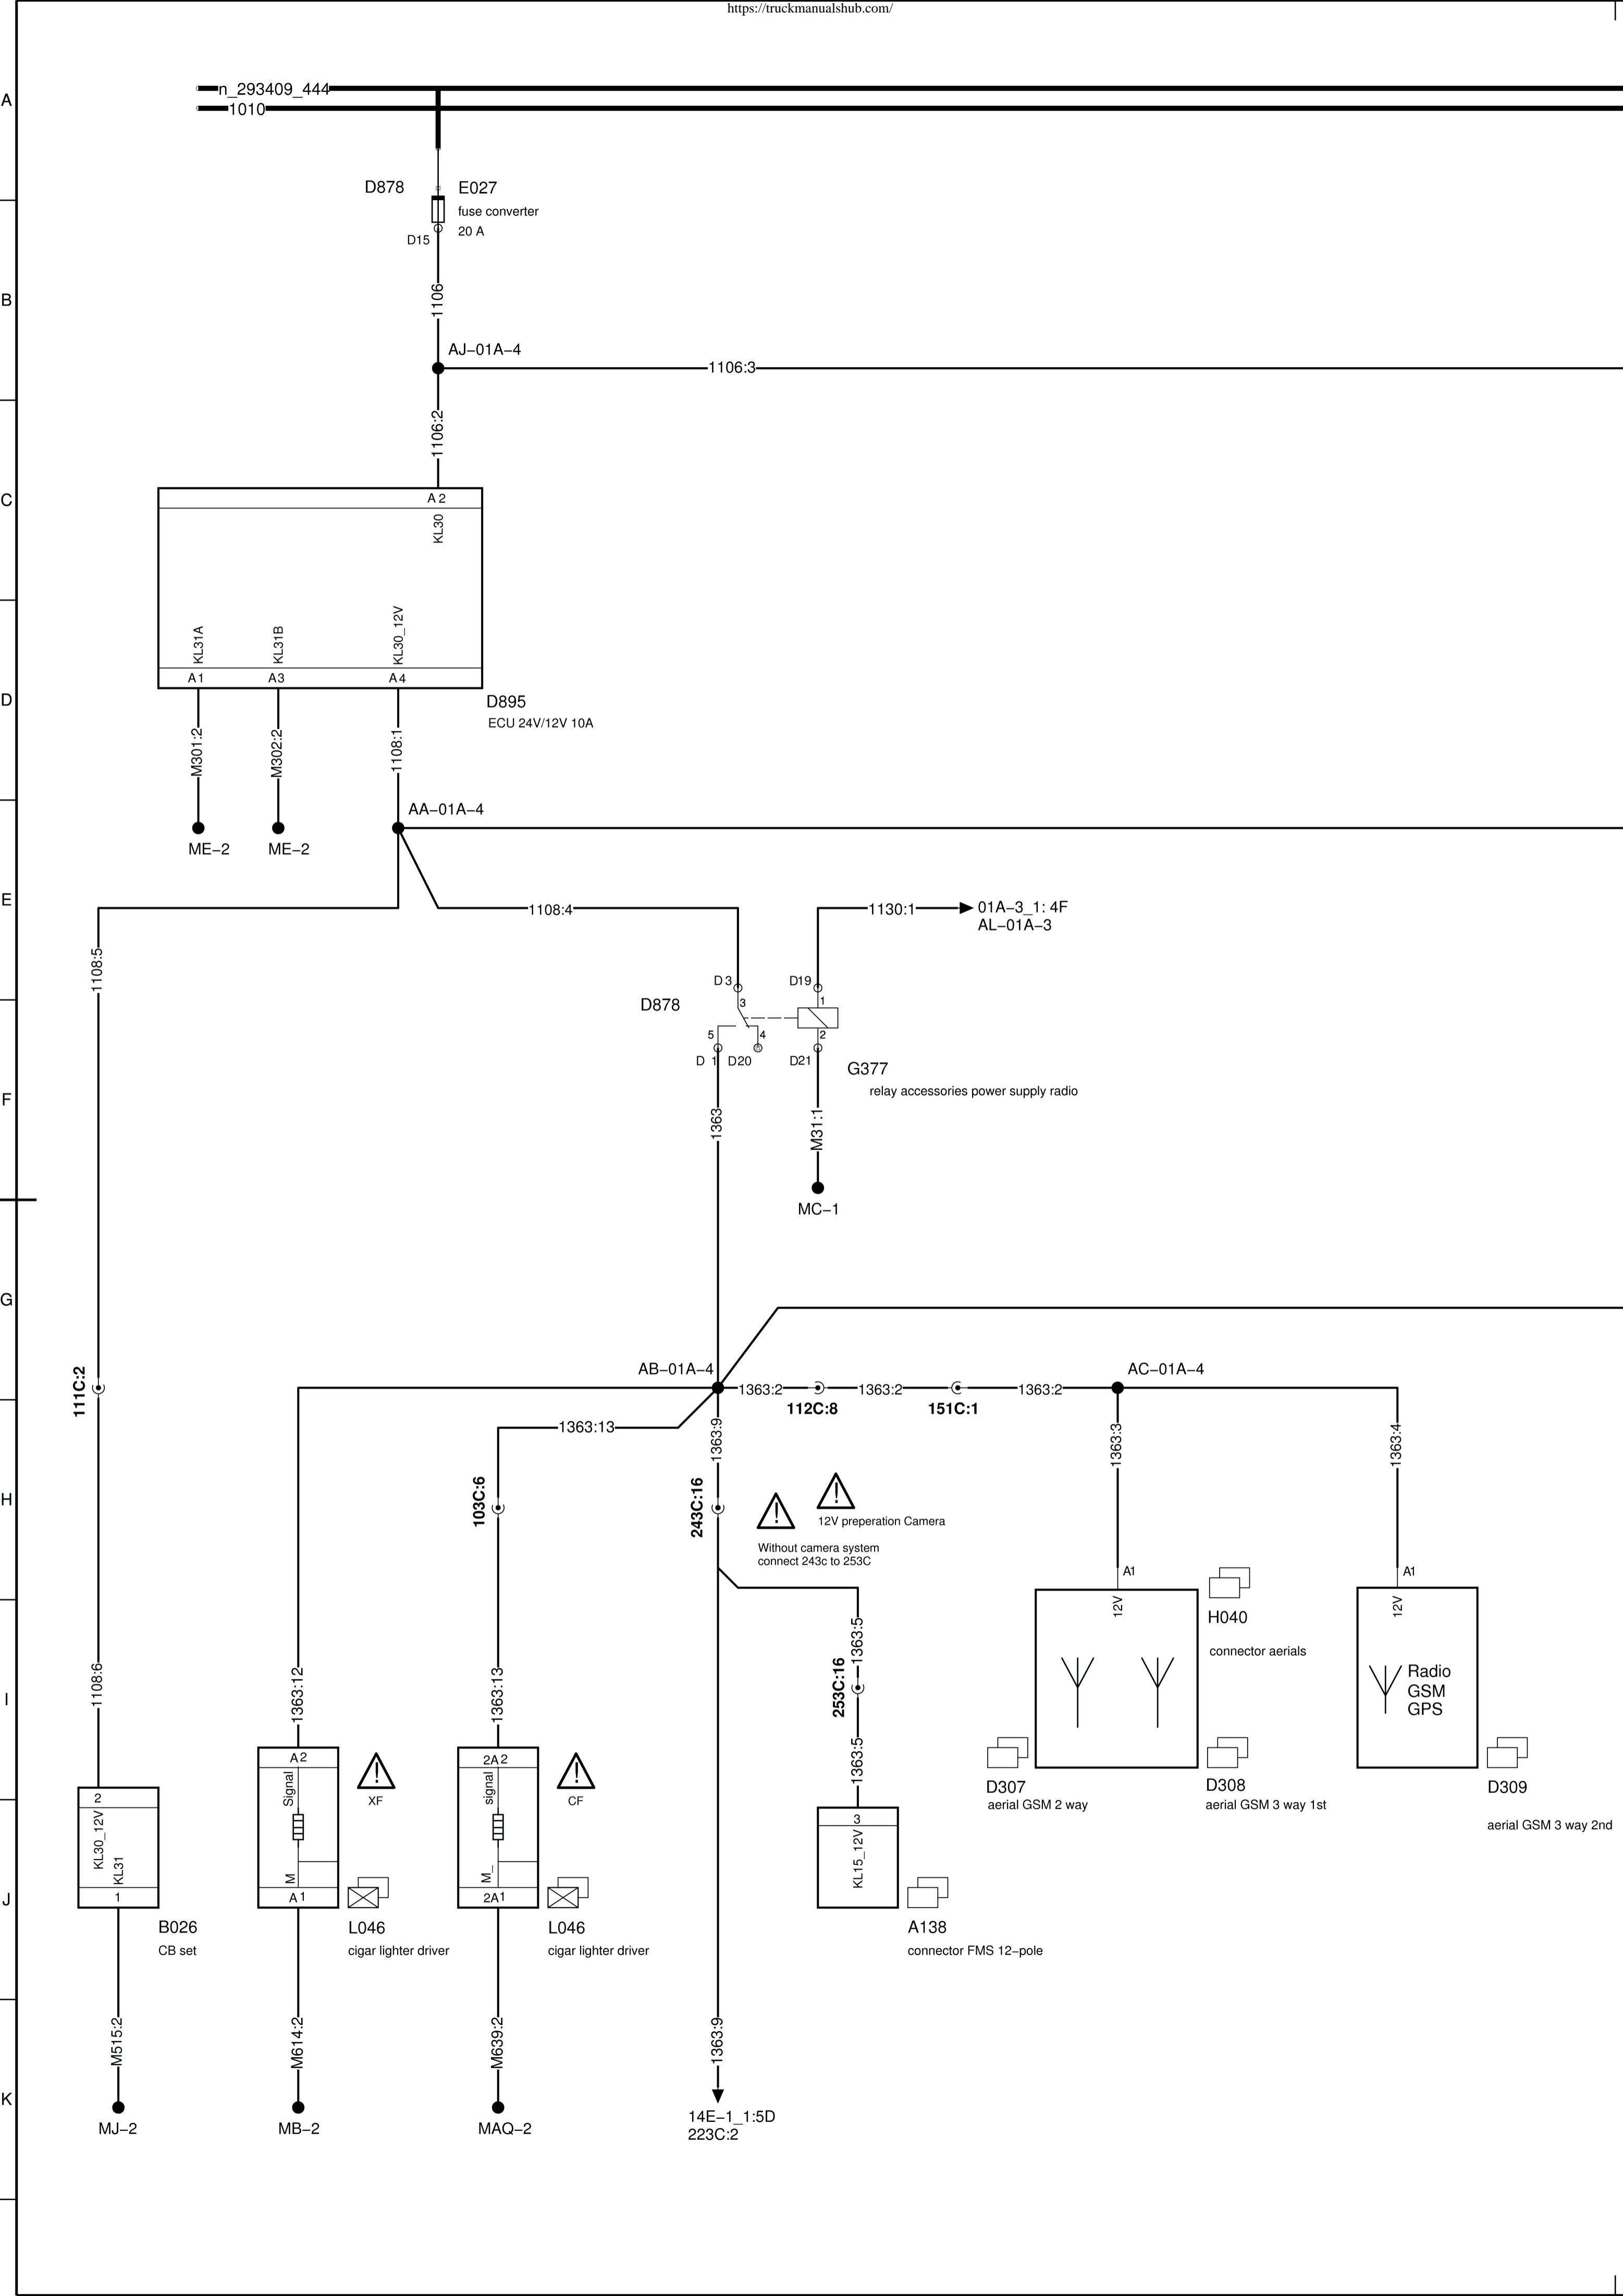 https://truckmanualshub.com/
A
n_293409_444
1010
D878
E027
fuse converter
20 A
D15
B
1106
AJ-01A-4
1106:3
1106:2
C
A 2
KL30
KL31A
KL31B
KL30_12V
A 1
A 3
A 4
D
D895
ECU 24V/12V 10A
M301:2
M302:2
1108:1
AA-01A-4
ME-2
ME-2
E
1108:4
1130:1
01A-3_1: 4F
AL-01A-3
1108:5
D 3
D19
D878
3
1
5
4
2
D 1
D20
D21
G377
relay accessories power supply radio
F
1363
M31:1
MC-1
G
AB-01A-4
AC-01A-4
111C:2
1363:2
1363:2
1363:2
112C:8
151C:1
1363:13
1363:9
1363:3
1363:4
H
103C:6
243C:16
12V preperation Camera
Without camera system
connect 243c to 253C
A1
A1
12V
12V
H040
1363:5
connector aerials
I
1108:6
1363:12
1363:13
253C:16
Radio
GSM
GPS
1363:5
A 2
2A 2
D307
aerial GSM 2 way
D308
aerial GSM 3 way 1st
D309
aerial GSM 3 way 2nd
2
Signal
signal
XF
CF
3
KL30_12V
KL31
KL15_12V
M
M_
J
1
A 1
2A1
B026
CB set
L046
cigar lighter driver
L046
cigar lighter driver
A138
connector FMS 12-pole
M515:2
M614:2
M639:2
1363:9
K
MJ-2
MB-2
MAQ-2
14E-1_1:5D
223C:2